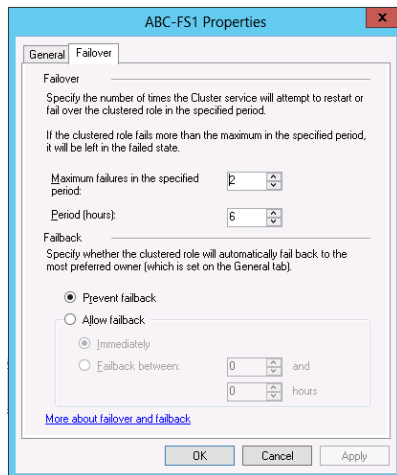 ABC-FS1 Properties
x
General
Failover
Failover
Specify the number of times the Cluster service will attempt to restart or
fail over the clustered role in the specified period.
If the clustered role fails more than the maximum in the specified period,
it will be left in the failed state.
Maximum failures in the specified
period:
2
Period (hours):
6
Failback
Specify whether the clustered role will automatically fail back to the
most preferred owner (which is set on the General tab).
Prevent failback
Allow failback
Immediately
Failback between:
0
and
0
hours
More about failover and failback
OK
Cancel
Apply